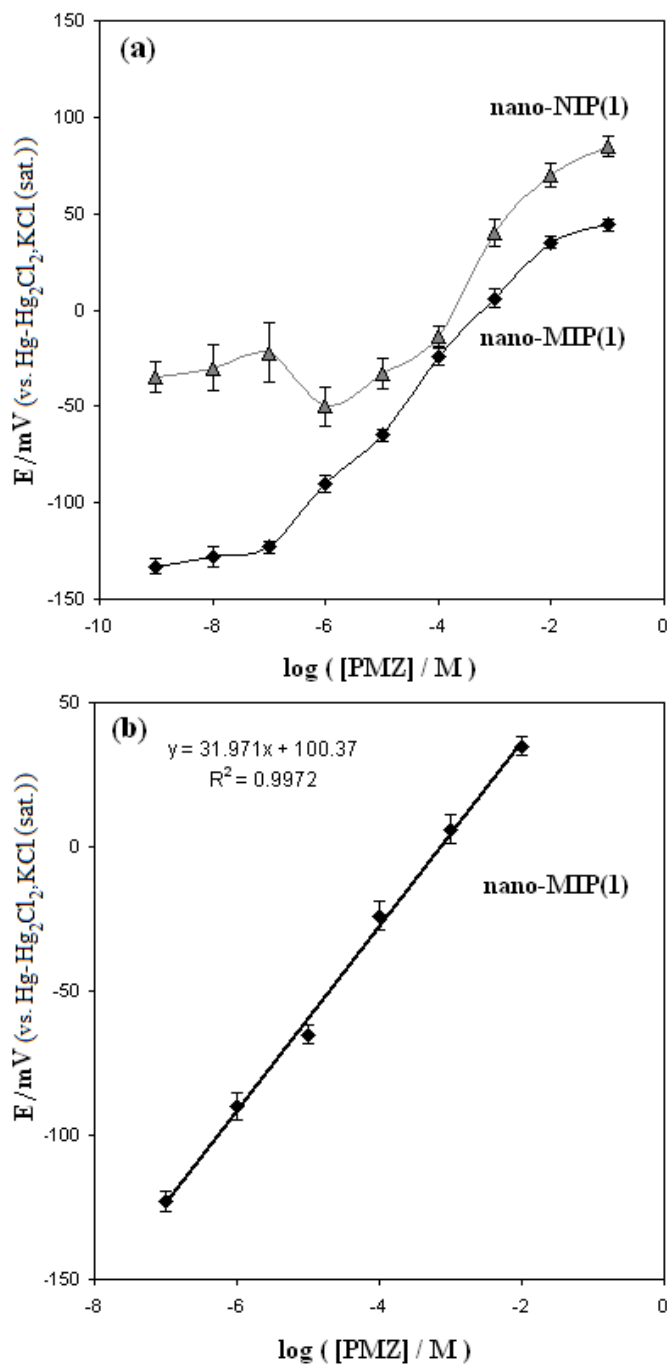 (a)
nano-NIP(1)
nano-MIP(1)
E /mV (vs. Hg-Hg₂Cl₂,KCl (sat.))
150
100
50
0
-50
-100
-150
-10 -8 -6 -4 -2 0
log ( [PMZ] / M )
(b)
y = 31.971x + 100.37
R² = 0.9972
nano-MIP(1)
E /mV (vs. Hg-Hg₂Cl₂,KCl (sat.))
50
0
-50
-100
-150
-8 -6 -4 -2 0
log ( [PMZ] / M )